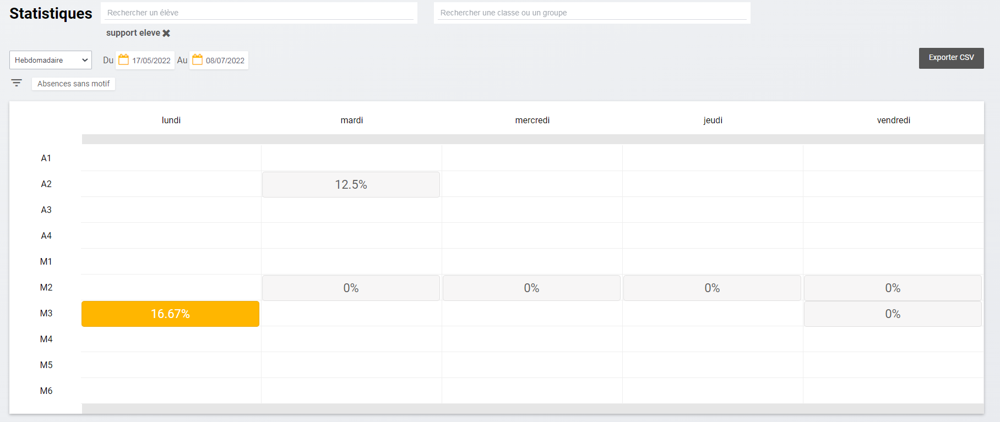 Statistiques Rechercher un élève Rechercher une classe ou un groupe
support eleve
Hebdomadaire Du 17/05/2022 Au 08/07/2022 Exporter CSV
Absences sans motif
lundi mardi mercredi jeudi vendredi
A1
A2 12.5%
A3
A4
M1
M2 0% 0% 0% 0%
M3 16.67% 0%
M4
M5
M6